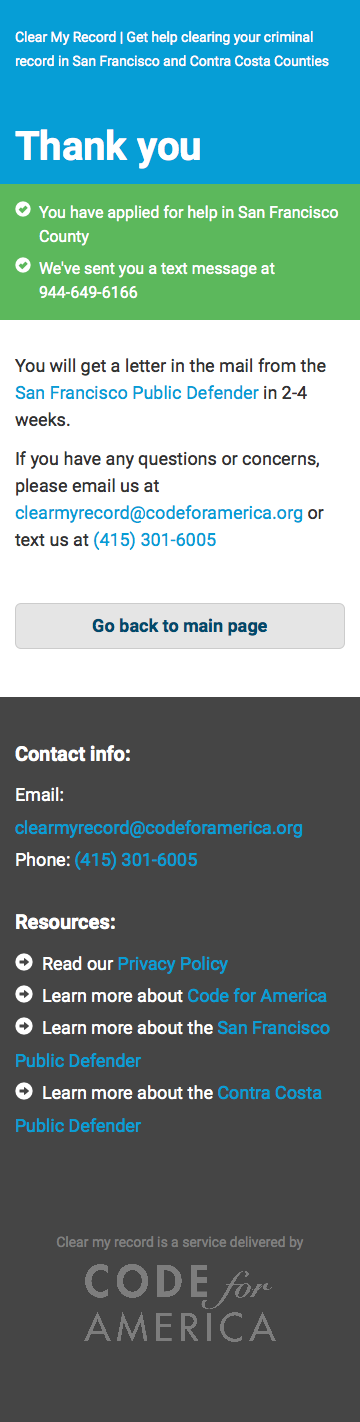 Clear My Record | Get help clearing your criminal
record in San Francisco and Contra Costa Counties
Thank you
You have applied for help in San Francisco
County
We've sent you a text message at
944-649-6166
You will get a letter in the mail from the
San Francisco Public Defender in 2-4
weeks.
If you have any questions or concerns,
please email us at
clearmyrecord@codeforamerica.org or
text us at (415) 301-6005
Go back to main page
Contact info:
Email:
clearmyrecord@codeforamerica.org
Phone: (415) 301-6005
Resources:
Read our Privacy Policy
Learn more about Code for America
Learn more about the San Francisco
Public Defender
Learn more about the Contra Costa
Public Defender
Clear my record is a service delivered by
CODE for
AMERICA